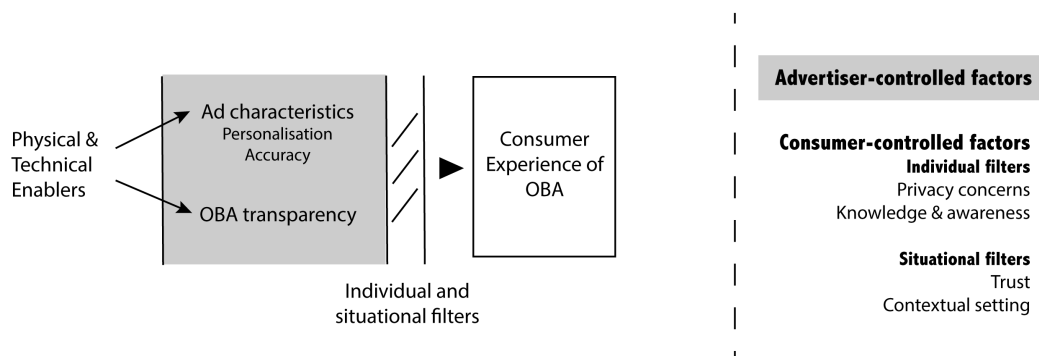 Physical &
Technical
Enablers
Ad characteristics
Personalisation
Accuracy
OBA transparency
Individual and
situational filters
Consumer
Experience of
OBA
Advertiser-controlled factors
Consumer-controlled factors
Individual filters
Privacy concerns
Knowledge & awareness
Situational filters
Trust
Contextual setting